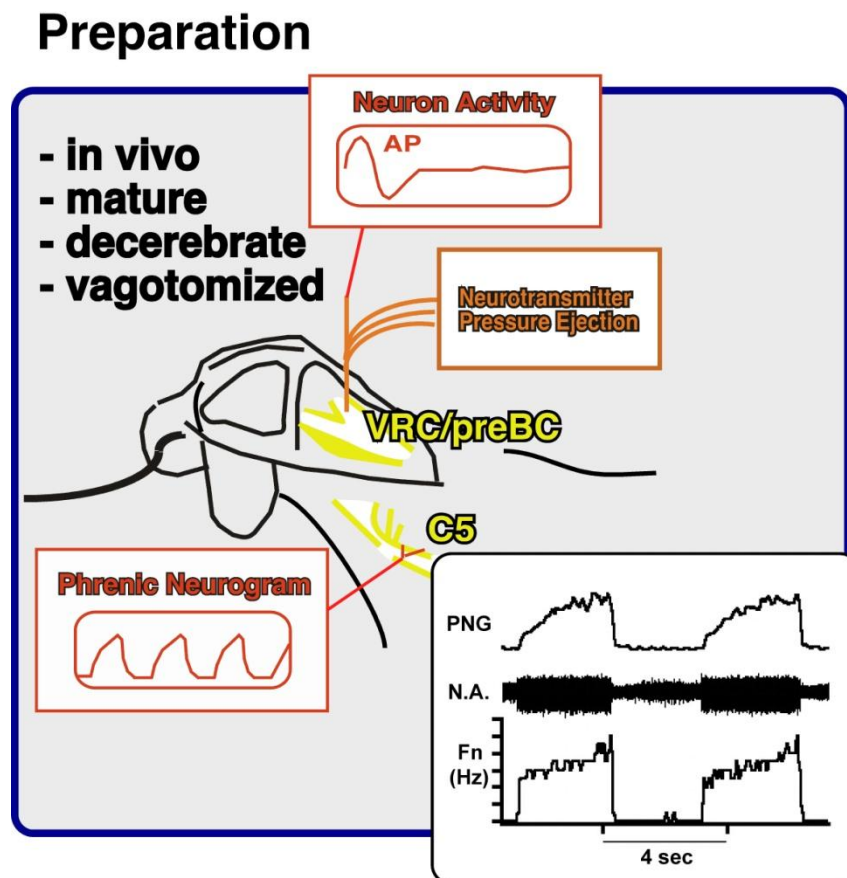 Preparation
Neuron Activity
AP
- in vivo
- mature
- decerebrate
- vagotomized
Neurotransmitter
Pressure Ejection
VRC/preBC
C5
Phrenic Neurogram
PNG
N.A.
Fn
(Hz)
4 sec